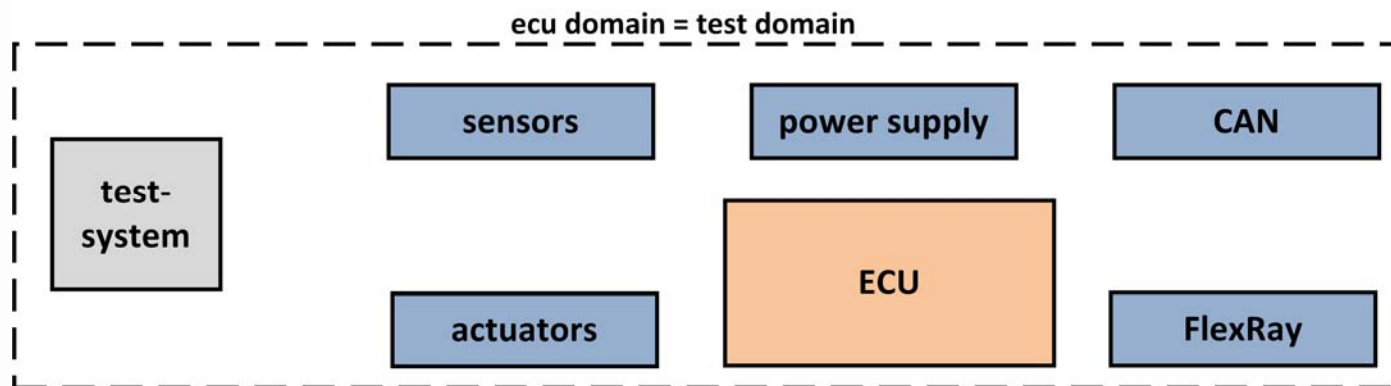 ecu domain = test domain
sensors
power supply
CAN
test-
system
ECU
actuators
FlexRay